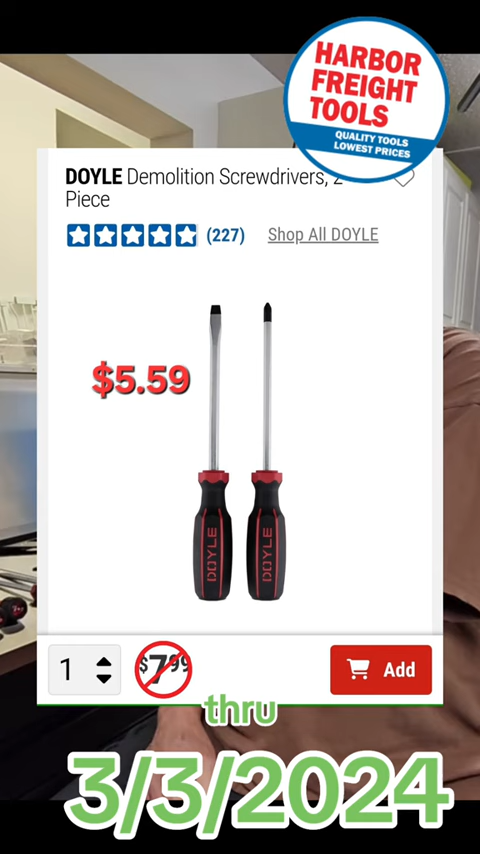 HARBOR
FREIGHT
TOOLS
QUALITY TOOLS
LOWEST PRICES
DOYLE Demolition Screwdrivers, 2
Piece
(227)
Shop All DOYLE
$5.59
DOYLE
DOYLE
1
$7.99
Add
thru
3/3/2024